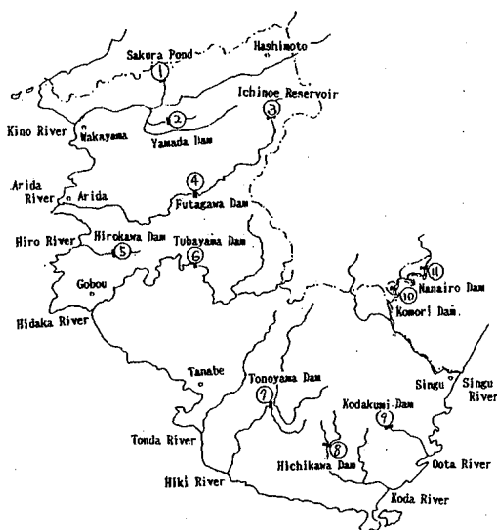 Sakura Pond
Hashimoto
①
Ichinoe Reservoir
③
Kino River
Wakayama
②
Yamada Dam
Arida
River
Arida
④
Futagawa Dam
Hiro River
Hirokawa Dam
⑤
Tubayama Dam
⑥
Gobou
Hidaka River
⑪
Nanairo Dam
⑩
Komori Dam.
Tanabe
Tonoyama Dam
⑦
Singu
Singu
River
Kodakumi Dam
⑨
Tonda River
⑧
Hichikawa Dam
Oota River
Hiki River
Koda River